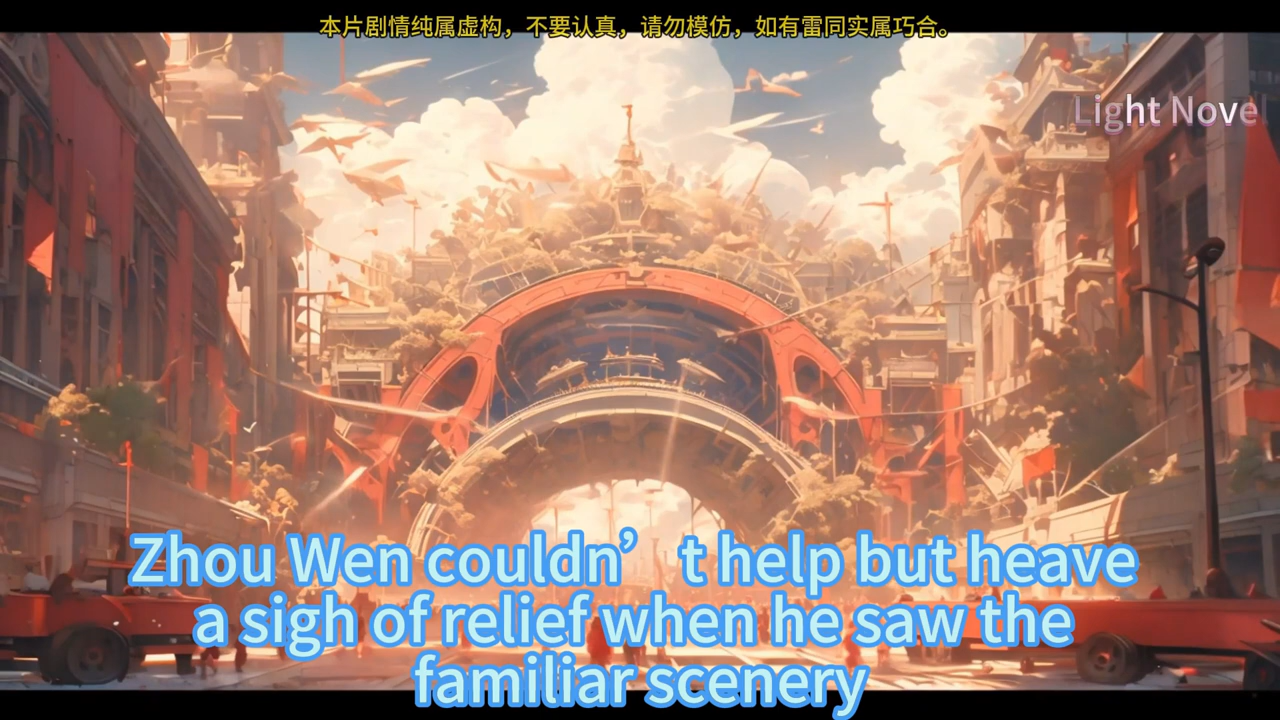 本片剧情纯属虚构，不要认真，请勿模仿，如有雷同实属巧合。
Light Novel
Zhou Wen couldn’t help but heave
a sigh of relief when he saw the
familiar scenery